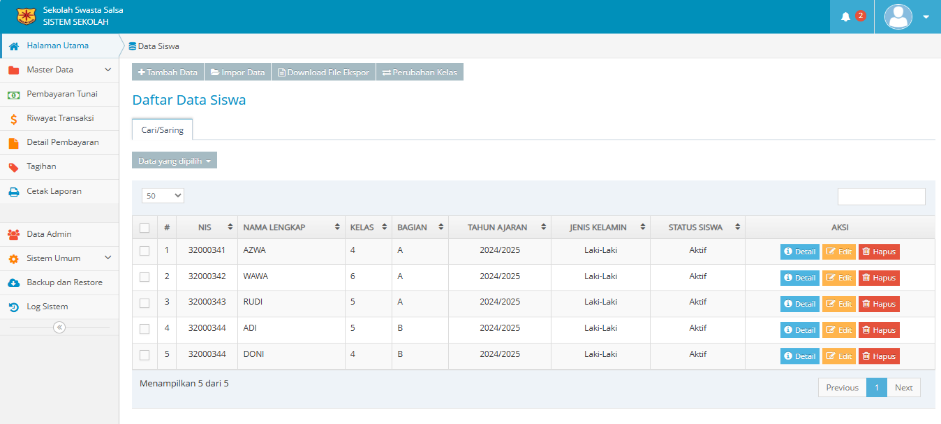 Sekolah Swasta Salsa
SISTEM SEKOLAH
2
Halaman Utama
Master Data
Pembayaran Tunai
Riwayat Transaksi
Detail Pembayaran
Tagihan
Cetak Laporan
Data Admin
Sistem Umum
Backup dan Restore
Log Sistem
Data Siswa
Tambah Data Impor Data Download File Ekspor Perubahan Kelas
Daftar Data Siswa
Cari/Saring
Data yang dipilih
50
# NIS NAMA LENGKAP KELAS BAGIAN TAHUN AJARAN JENIS KELAMIN STATUS SISWA AKSI
1 32000341 AZWA 4 A 2024/2025 Laki-Laki Aktif Detail Edit Hapus
2 32000342 WAWA 6 A 2024/2025 Laki-Laki Aktif Detail Edit Hapus
3 32000343 RUDI 5 A 2024/2025 Laki-Laki Aktif Detail Edit Hapus
4 32000344 ADI 5 B 2024/2025 Laki-Laki Aktif Detail Edit Hapus
5 32000344 DONI 4 B 2024/2025 Laki-Laki Aktif Detail Edit Hapus
Menampilkan 5 dari 5
Previous 1 Next